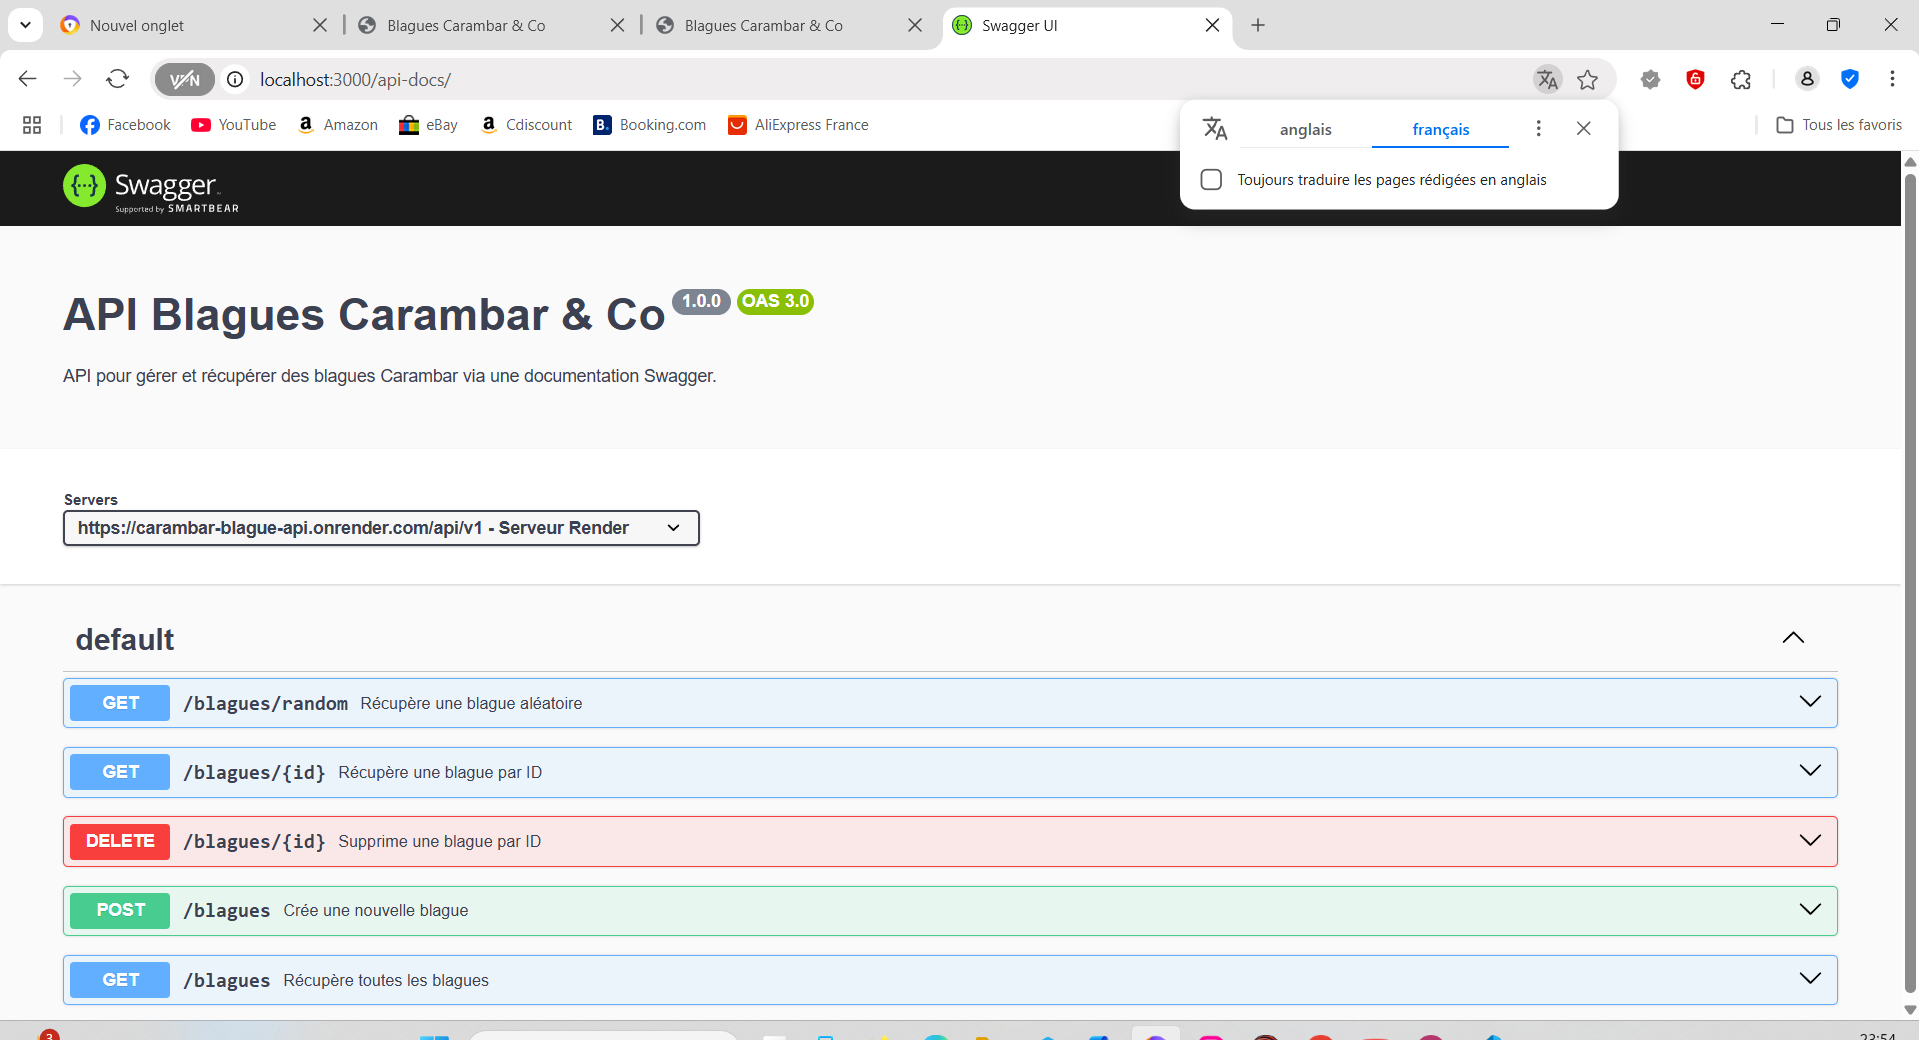 Nouvel onglet
Blagues Carambar & Co
Blagues Carambar & Co
Swagger UI
VPN
localhost:3000/api-docs/
Facebook
YouTube
Amazon
eBay
Cdiscount
Booking.com
AliExpress France
Tous les favoris
anglais
français
Toujours traduire les pages rédigées en anglais
Swagger
Supported by SMARTBEAR
API Blagues Carambar & Co 1.0.0 OAS 3.0
API pour gérer et récupérer des blagues Carambar via une documentation Swagger.
Servers
https://carambar-blague-api.onrender.com/api/v1 - Serveur Render
default
GET /blagues/random Récupère une blague aléatoire
GET /blagues/{id} Récupère une blague par ID
DELETE /blagues/{id} Supprime une blague par ID
POST /blagues Crée une nouvelle blague
GET /blagues Récupère toutes les blagues
3
23:54